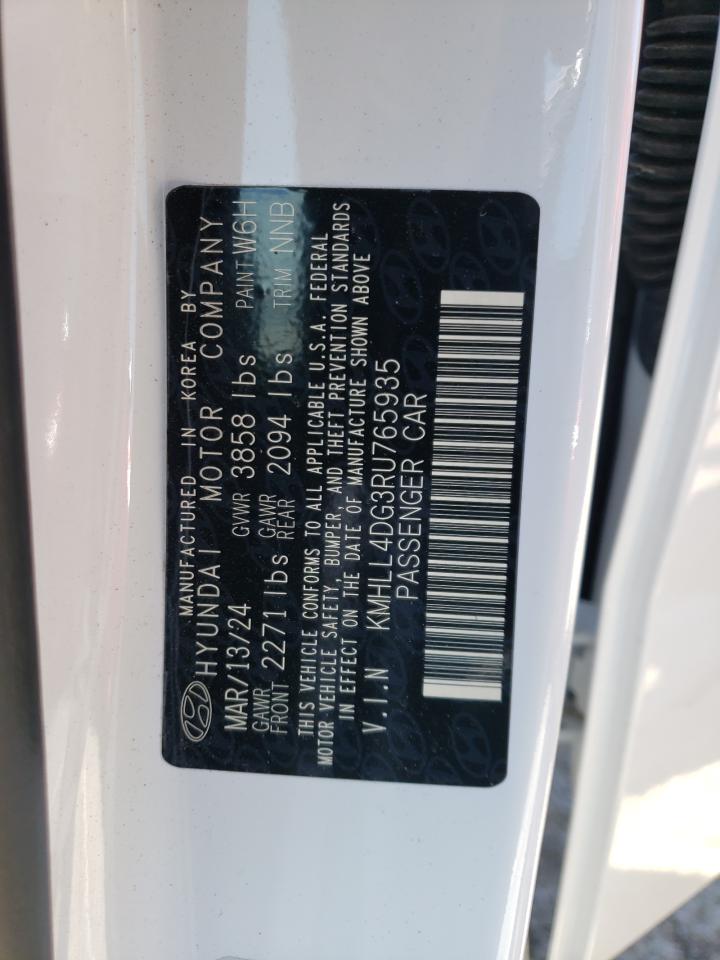 MANUFACTURED IN KOREA BY
HYUNDAI MOTOR COMPANY
MAR/13/24 GVWR 3858 lbs PAINT W6H
GAWR FRONT 2271 lbs GAWR REAR 2094 lbs TRIM NNB
THIS VEHICLE CONFORMS TO ALL APPLICABLE U.S.A. FEDERAL
MOTOR VEHICLE SAFETY, BUMPER, AND THEFT PREVENTION STANDARDS
IN EFFECT ON THE DATE OF MANUFACTURE SHOWN ABOVE
V.I.N KMHLL4DG3RU765935
PASSENGER CAR